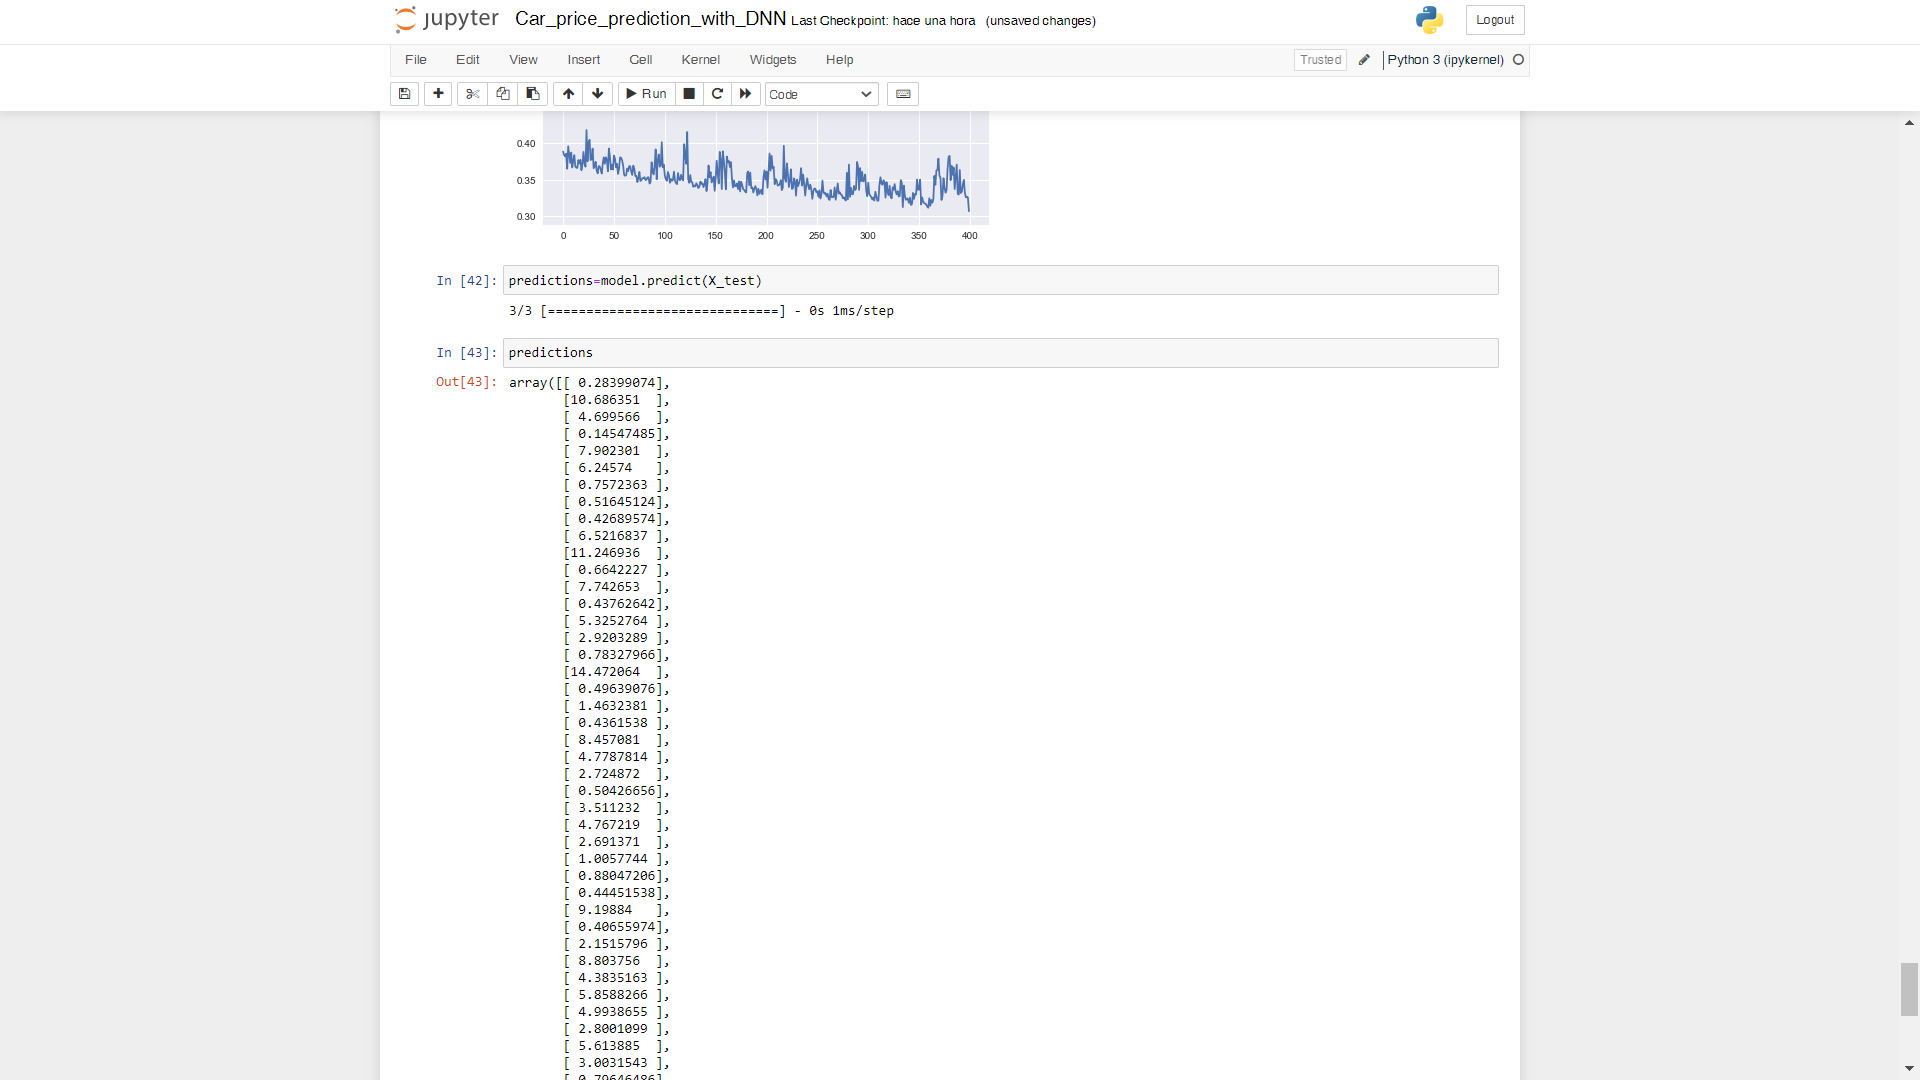 jupyter Car_price_prediction_with_DNN Last Checkpoint: hace una hora (unsaved changes) Logout
File Edit View Insert Cell Kernel Widgets Help Trusted Python 3 (ipykernel)
Run Code
0.40
0.35
0.30
0 50 100 150 200 250 300 350 400
In [42]: predictions=model.predict(X_test)
3/3 [==============================] - 0s 1ms/step
In [43]: predictions
Out[43]: array([[ 0.28399074],
[10.686351  ],
[ 4.699566  ],
[ 0.14547485],
[ 7.902301  ],
[ 6.24574   ],
[ 0.7572363 ],
[ 0.51645124],
[ 0.42689574],
[ 6.5216837 ],
[11.246936  ],
[ 0.6642227 ],
[ 7.742653  ],
[ 0.43762642],
[ 5.3252764 ],
[ 2.9203289 ],
[ 0.78327966],
[14.472064  ],
[ 0.49639076],
[ 1.4632381 ],
[ 0.4361538 ],
[ 8.457081  ],
[ 4.7787814 ],
[ 2.724872  ],
[ 0.50426656],
[ 3.511232  ],
[ 4.767219  ],
[ 2.691371  ],
[ 1.0057744 ],
[ 0.88047206],
[ 0.44451538],
[ 9.19884   ],
[ 0.40655974],
[ 2.1515796 ],
[ 8.803756  ],
[ 4.3835163 ],
[ 5.8588266 ],
[ 4.9938655 ],
[ 2.8001099 ],
[ 5.613885  ],
[ 3.0031543 ],